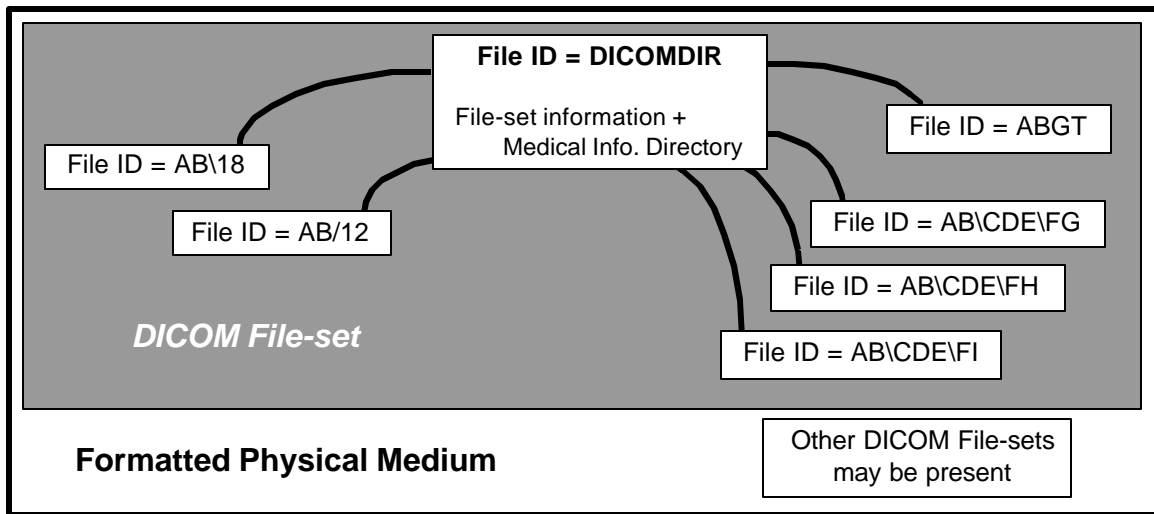 File ID = DICOMDIR
File-set information +
Medical Info. Directory
File ID = ABGT
File ID = AB\18
File ID = AB/12
File ID = AB\CDE\FG
File ID = AB\CDE\FH
DICOM File-set
File ID = AB\CDE\FI
Formatted Physical Medium
Other DICOM File-sets
may be present